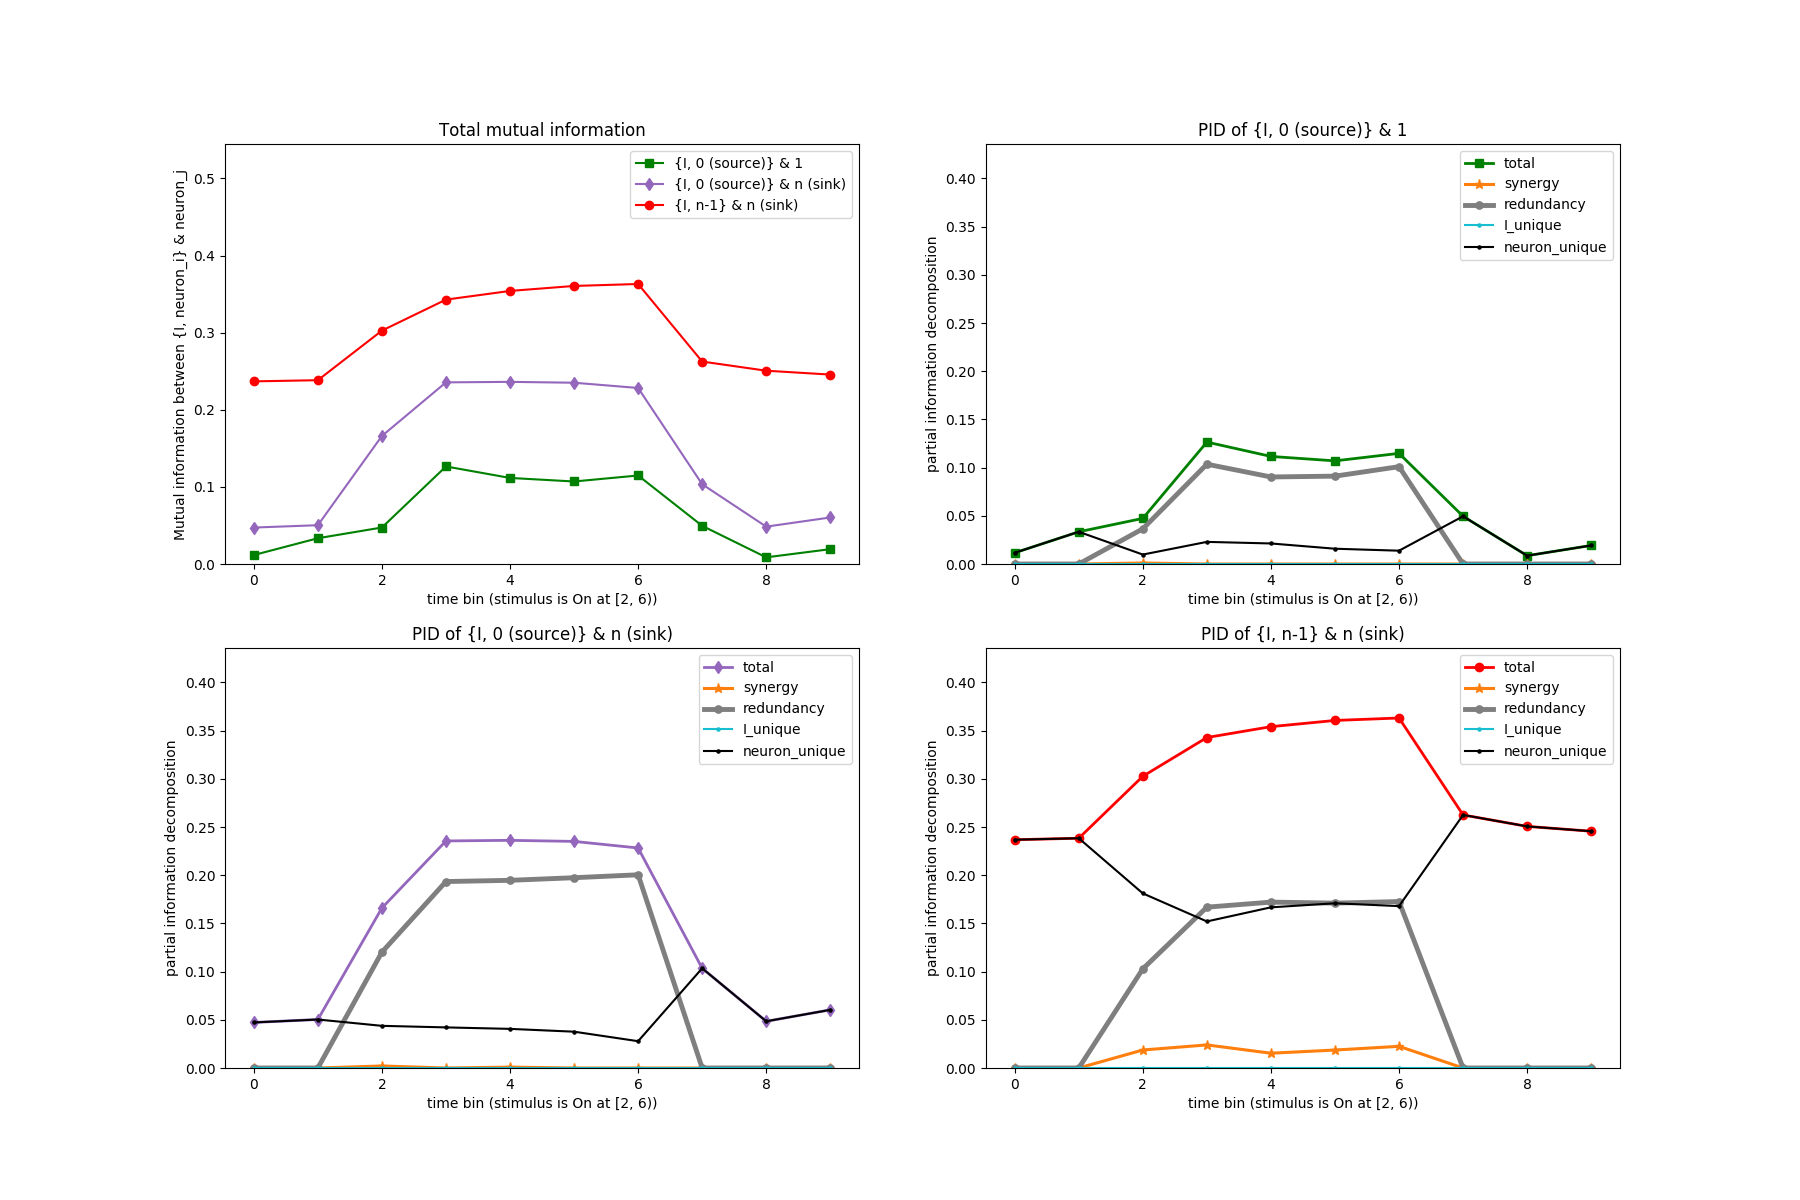 Total mutual information
Mutual information between {I, neuron_i} & neuron_j
0.5
0.4
0.3
0.2
0.1
0.0
{I, 0 (source)} & 1
{I, 0 (source)} & n (sink)
{I, n-1} & n (sink)
0 2 4 6 8
time bin (stimulus is On at [2, 6))
PID of {I, 0 (source)} & 1
partial information decomposition
0.40
0.35
0.30
0.25
0.20
0.15
0.10
0.05
0.00
total
synergy
redundancy
I_unique
neuron_unique
0 2 4 6 8
time bin (stimulus is On at [2, 6))
PID of {I, 0 (source)} & n (sink)
partial information decomposition
0.40
0.35
0.30
0.25
0.20
0.15
0.10
0.05
0.00
total
synergy
redundancy
I_unique
neuron_unique
0 2 4 6 8
time bin (stimulus is On at [2, 6))
PID of {I, n-1} & n (sink)
partial information decomposition
0.40
0.35
0.30
0.25
0.20
0.15
0.10
0.05
0.00
total
synergy
redundancy
I_unique
neuron_unique
0 2 4 6 8
time bin (stimulus is On at [2, 6))